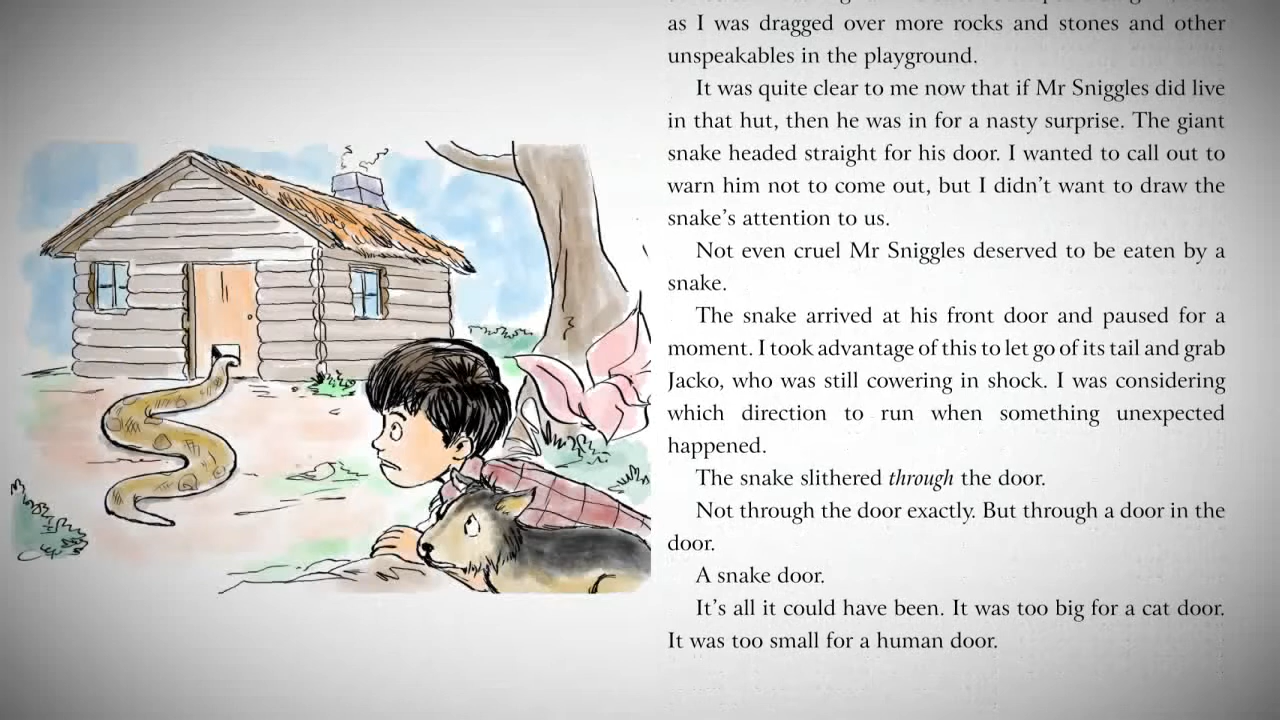 as I was dragged over more rocks and stones and other
unspeakables in the playground.
It was quite clear to me now that if Mr Sniggles did live
in that hut, then he was in for a nasty surprise. The giant
snake headed straight for his door. I wanted to call out to
warn him not to come out, but I didn’t want to draw the
snake’s attention to us.
Not even cruel Mr Sniggles deserved to be eaten by a
snake.
The snake arrived at his front door and paused for a
moment. I took advantage of this to let go of its tail and grab
Jacko, who was still cowering in shock. I was considering
which direction to run when something unexpected
happened.
The snake slithered through the door.
Not through the door exactly. But through a door in the
door.
A snake door.
It’s all it could have been. It was too big for a cat door.
It was too small for a human door.